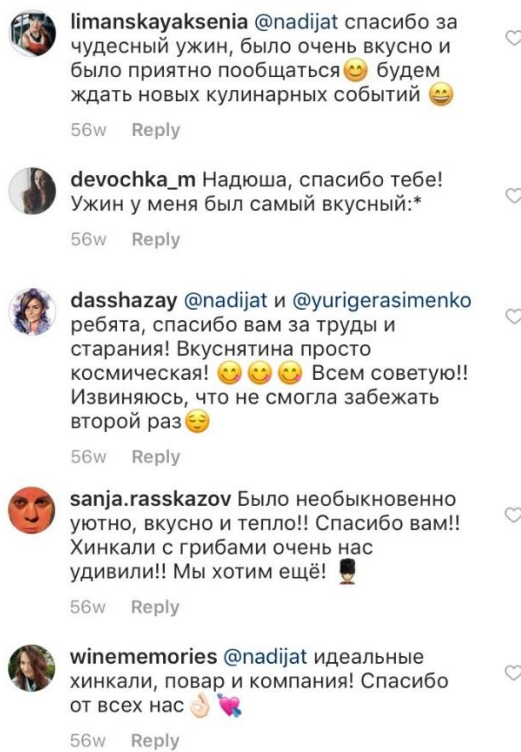 limanskayaksenia @nadijat спасибо за
чудесный ужин, было очень вкусно и
было приятно пообщаться😊 будем
ждать новых кулинарных событий 😄
56w Reply
devochka_m Надюша, спасибо тебе!
Ужин у меня был самый вкусный:*
56w Reply
dasshazay @nadijat и @yurigerasimenko
ребята, спасибо вам за труды и
старания! Вкуснятина просто
космическая! 😋😋😋 Всем советую!!
Извиняюсь, что не смогла забежать
второй раз😌
56w Reply
sanja.rasskazov Было необыкновенно
уютно, вкусно и тепло!! Спасибо вам!!
Хинкали с грибами очень нас
удивили!! Мы хотим ещё! 💂
56w Reply
winememories @nadijat идеальные
хинкали, повар и компания! Спасибо
от всех нас👌🏻💘
56w Reply